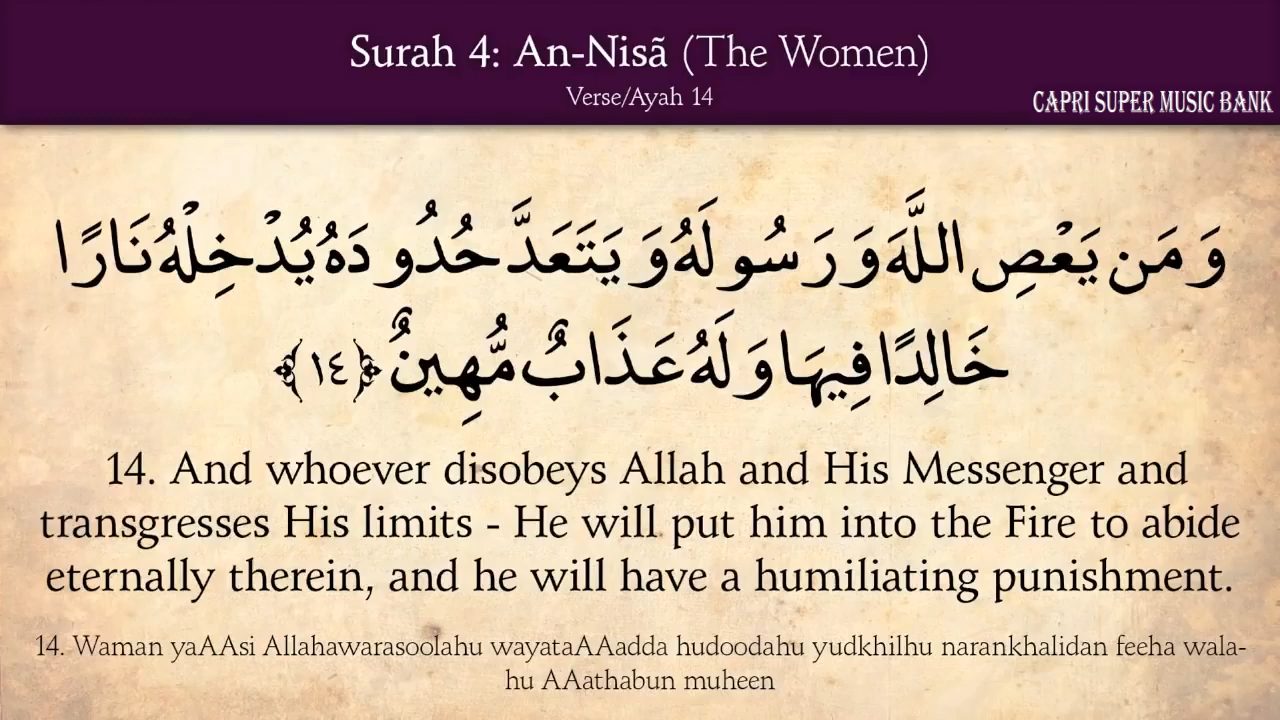 Surah 4: An-Nisã (The Women)
Verse/Ayah 14
CAPRI SUPER MUSIC BANK
وَمَن يَعْصِ اللَّهَ وَرَسُولَهُ وَيَتَعَدَّ حُدُودَهُ يُدْخِلْهُ نَارًا
خَالِدًا فِيهَا وَلَهُ عَذَابٌ مُّهِينٌ ﴿١٤﴾
14. And whoever disobeys Allah and His Messenger and
transgresses His limits - He will put him into the Fire to abide
eternally therein, and he will have a humiliating punishment.
14. Waman yaAAsi Allahawarasoolahu wayataAAadda hudoodahu yudkhilhu narankhalidan feeha wala-
hu AAathabun muheen